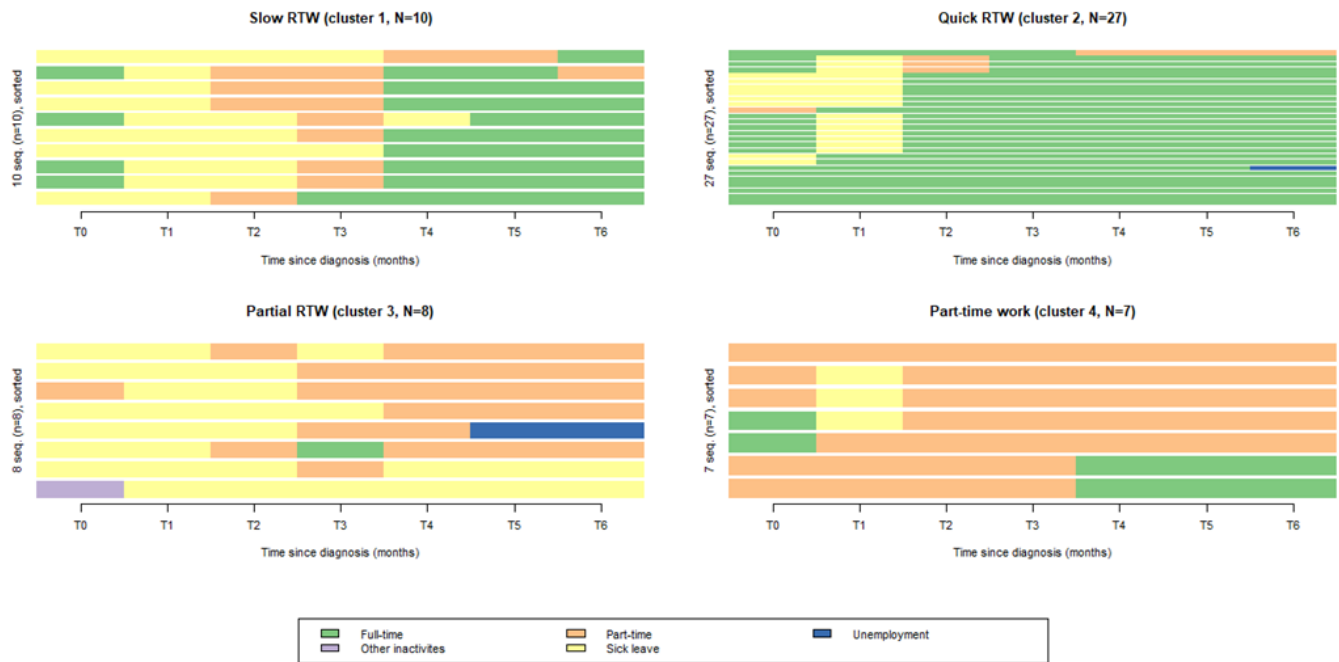 Slow RTW (cluster 1, N=10)
10 seq. (n=10), sorted
T0 T1 T2 T3 T4 T5 T6
Time since diagnosis (months)
Quick RTW (cluster 2, N=27)
27 seq. (n=27), sorted
T0 T1 T2 T3 T4 T5 T6
Time since diagnosis (months)
Partial RTW (cluster 3, N=8)
8 seq. (n=8), sorted
T0 T1 T2 T3 T4 T5 T6
Time since diagnosis (months)
Part-time work (cluster 4, N=7)
7 seq. (n=7), sorted
T0 T1 T2 T3 T4 T5 T6
Time since diagnosis (months)
Full-time Part-time Unemployment
Other inactivites Sick leave